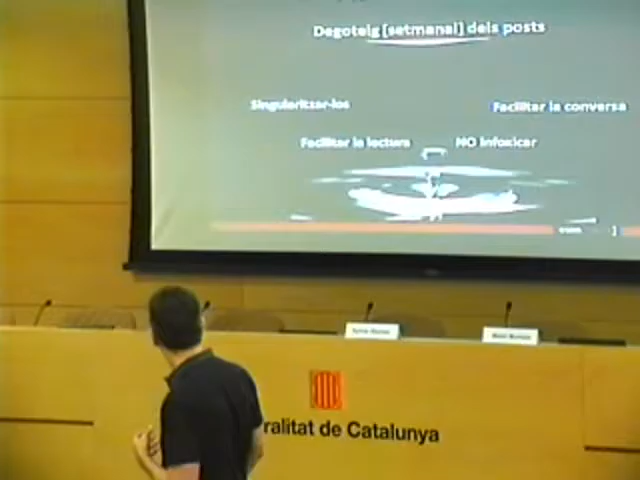 Degoteig [setmanal] dels posts
Singularitzar-los
Facilitar la conversa
Facilitar la lectura
NO Infoxicar
ralitat de Catalunya